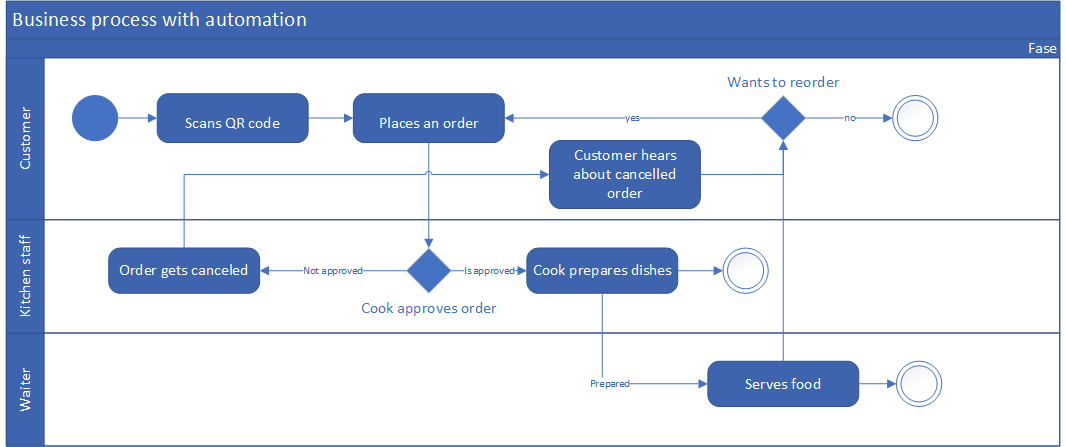 Business process with automation
Fase
Customer
Wants to reorder
Scans QR code
Places an order
yes
no
Customer hears
about cancelled
order
Kitchen staff
Order gets canceled
Not approved
Is approved
Cook prepares dishes
Cook approves order
Waiter
Prepared
Serves food